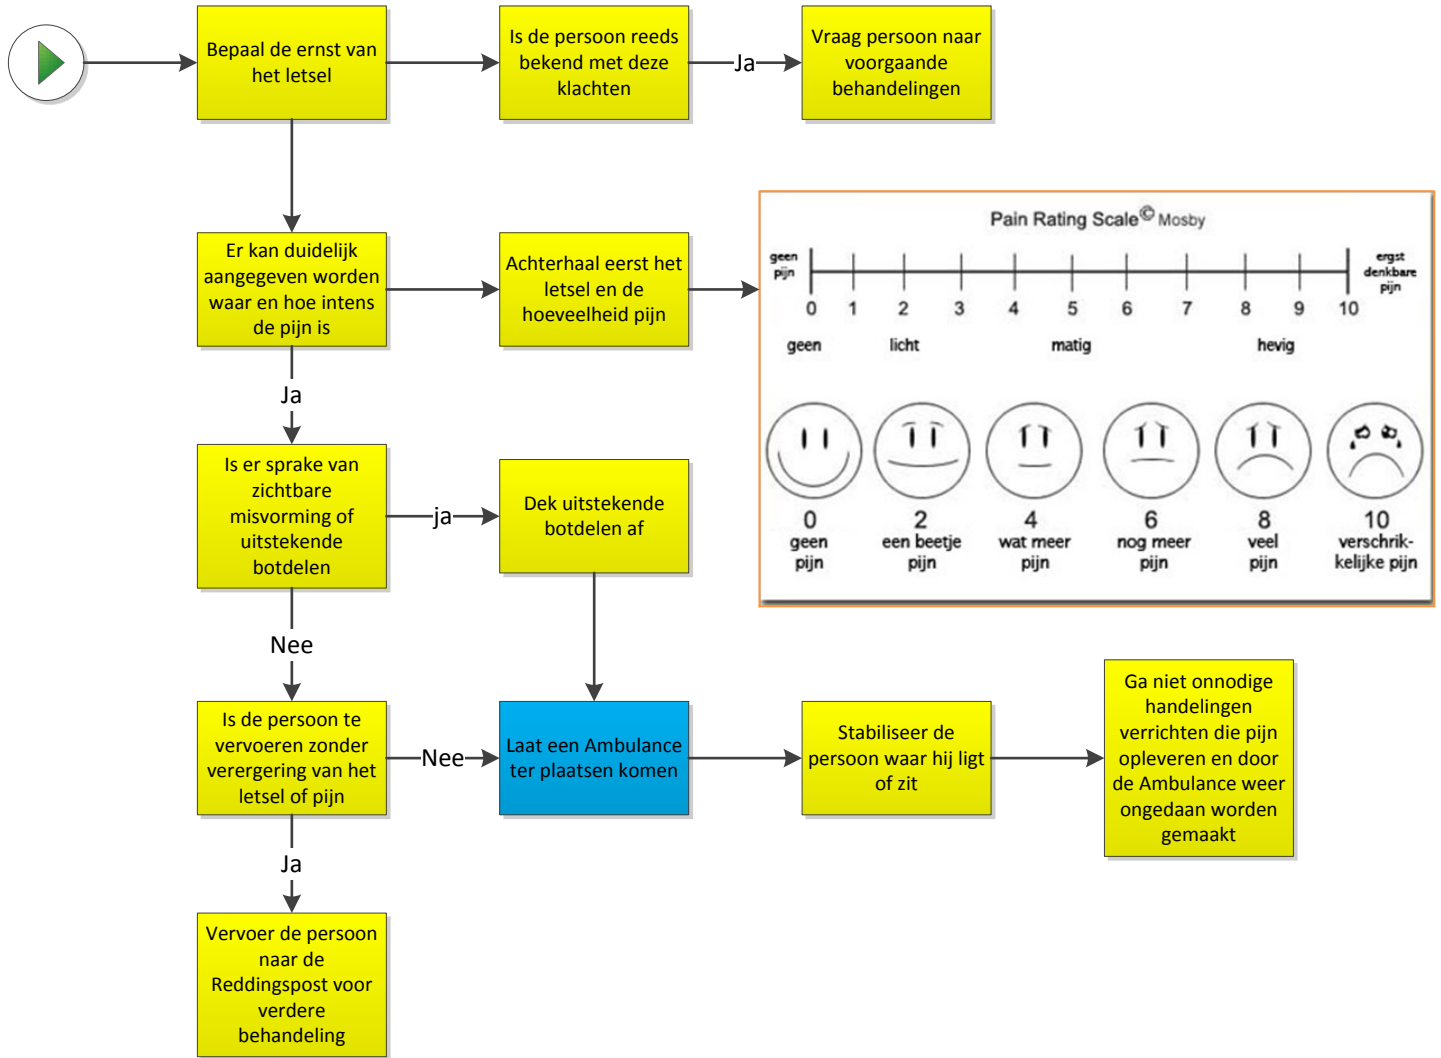 Bepaal de ernst van
het letsel
Is de persoon reeds
bekend met deze
klachten
Ja
Vraag persoon naar
voorgaande
behandelingen
Er kan duidelijk
aangegeven worden
waar en hoe intens
de pijn is
Achterhaal eerst het
letsel en de
hoeveelheid pijn
Pain Rating Scale© Mosby
geen
pijn
ergst
denkbare
pijn
0 1 2 3 4 5 6 7 8 9 10
geen licht matig hevig
0 2 4 6 8 10
geen
pijn
een beetje
pijn
wat meer
pijn
nog meer
pijn
veel
pijn
verschrik-
kelijke pijn
Ja
Is er sprake van
zichtbare
misvorming of
uitstekende
botdelen
ja
Dek uitstekende
botdelen af
Nee
Is de persoon te
vervoeren zonder
verergering van het
letsel of pijn
Nee
Laat een Ambulance
ter plaatsen komen
Stabiliseer de
persoon waar hij ligt
of zit
Ga niet onnodige
handelingen
verrichten die pijn
opleveren en door
de Ambulance weer
ongedaan worden
gemaakt
Ja
Vervoer de persoon
naar de
Reddingspost voor
verdere
behandeling